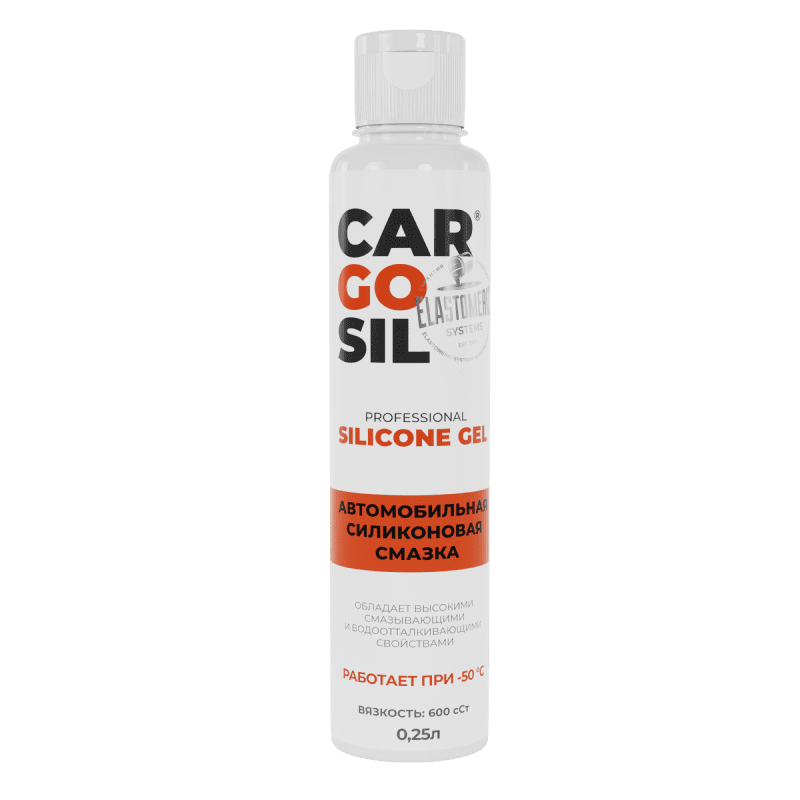 CAR®
GO
SIL
ELASTOMERIC
SYSTEMS
PROFESSIONAL
SILICONE GEL
АВТОМОБИЛЬНАЯ
СИЛИКОНОВАЯ
СМАЗКА
ОБЛАДАЕТ ВЫСОКИМИ
СМАЗЫВАЮЩИМИ
И ВОДООТТАЛКИВАЮЩИМИ
СВОЙСТВАМИ
РАБОТАЕТ ПРИ -50 °C
ВЯЗКОСТЬ: 600 сСт
0,25л